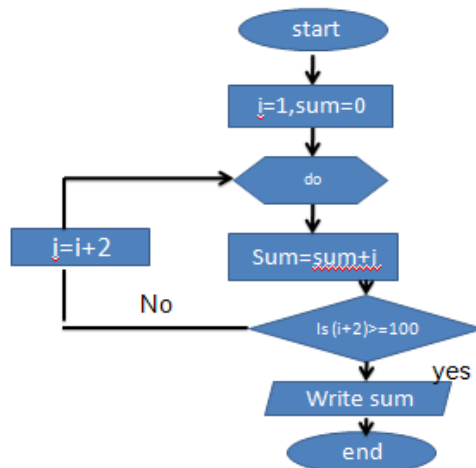 start
i=1,sum=0
do
i=i+2
Sum=sum+i
No
Is (i+2)>=100
yes
Write sum
end